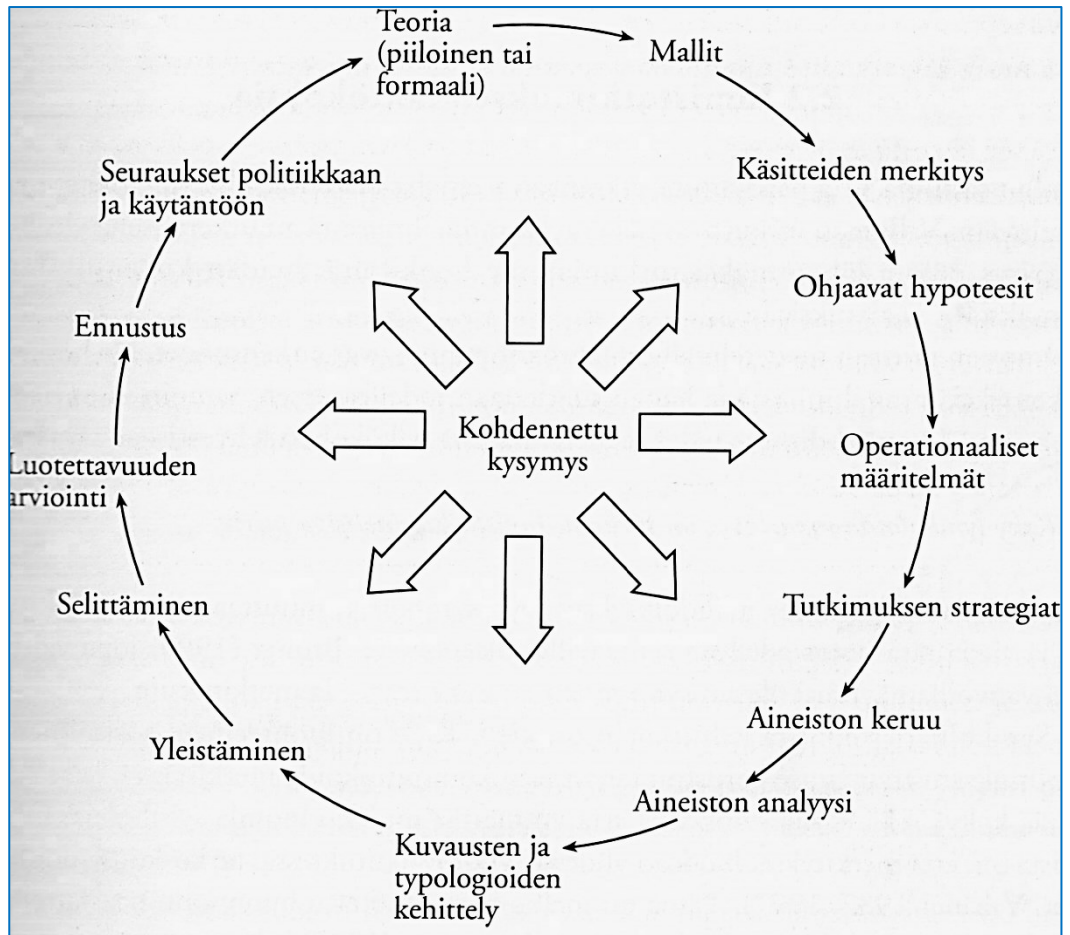 Teoria
(piiloinen tai
formaali)
Mallit
Käsitteiden merkitys
Ohjaavat hypoteesit
Operationaaliset
määritelmät
Tutkimuksen strategiat
Aineiston keruu
Aineiston analyysi
Kuvausten ja
typologioiden
kehittely
Yleistäminen
Selittäminen
Luotettavuuden
arviointi
Ennustus
Seuraukset politiikkaan
ja käytäntöön
Kohdennettu
kysymys